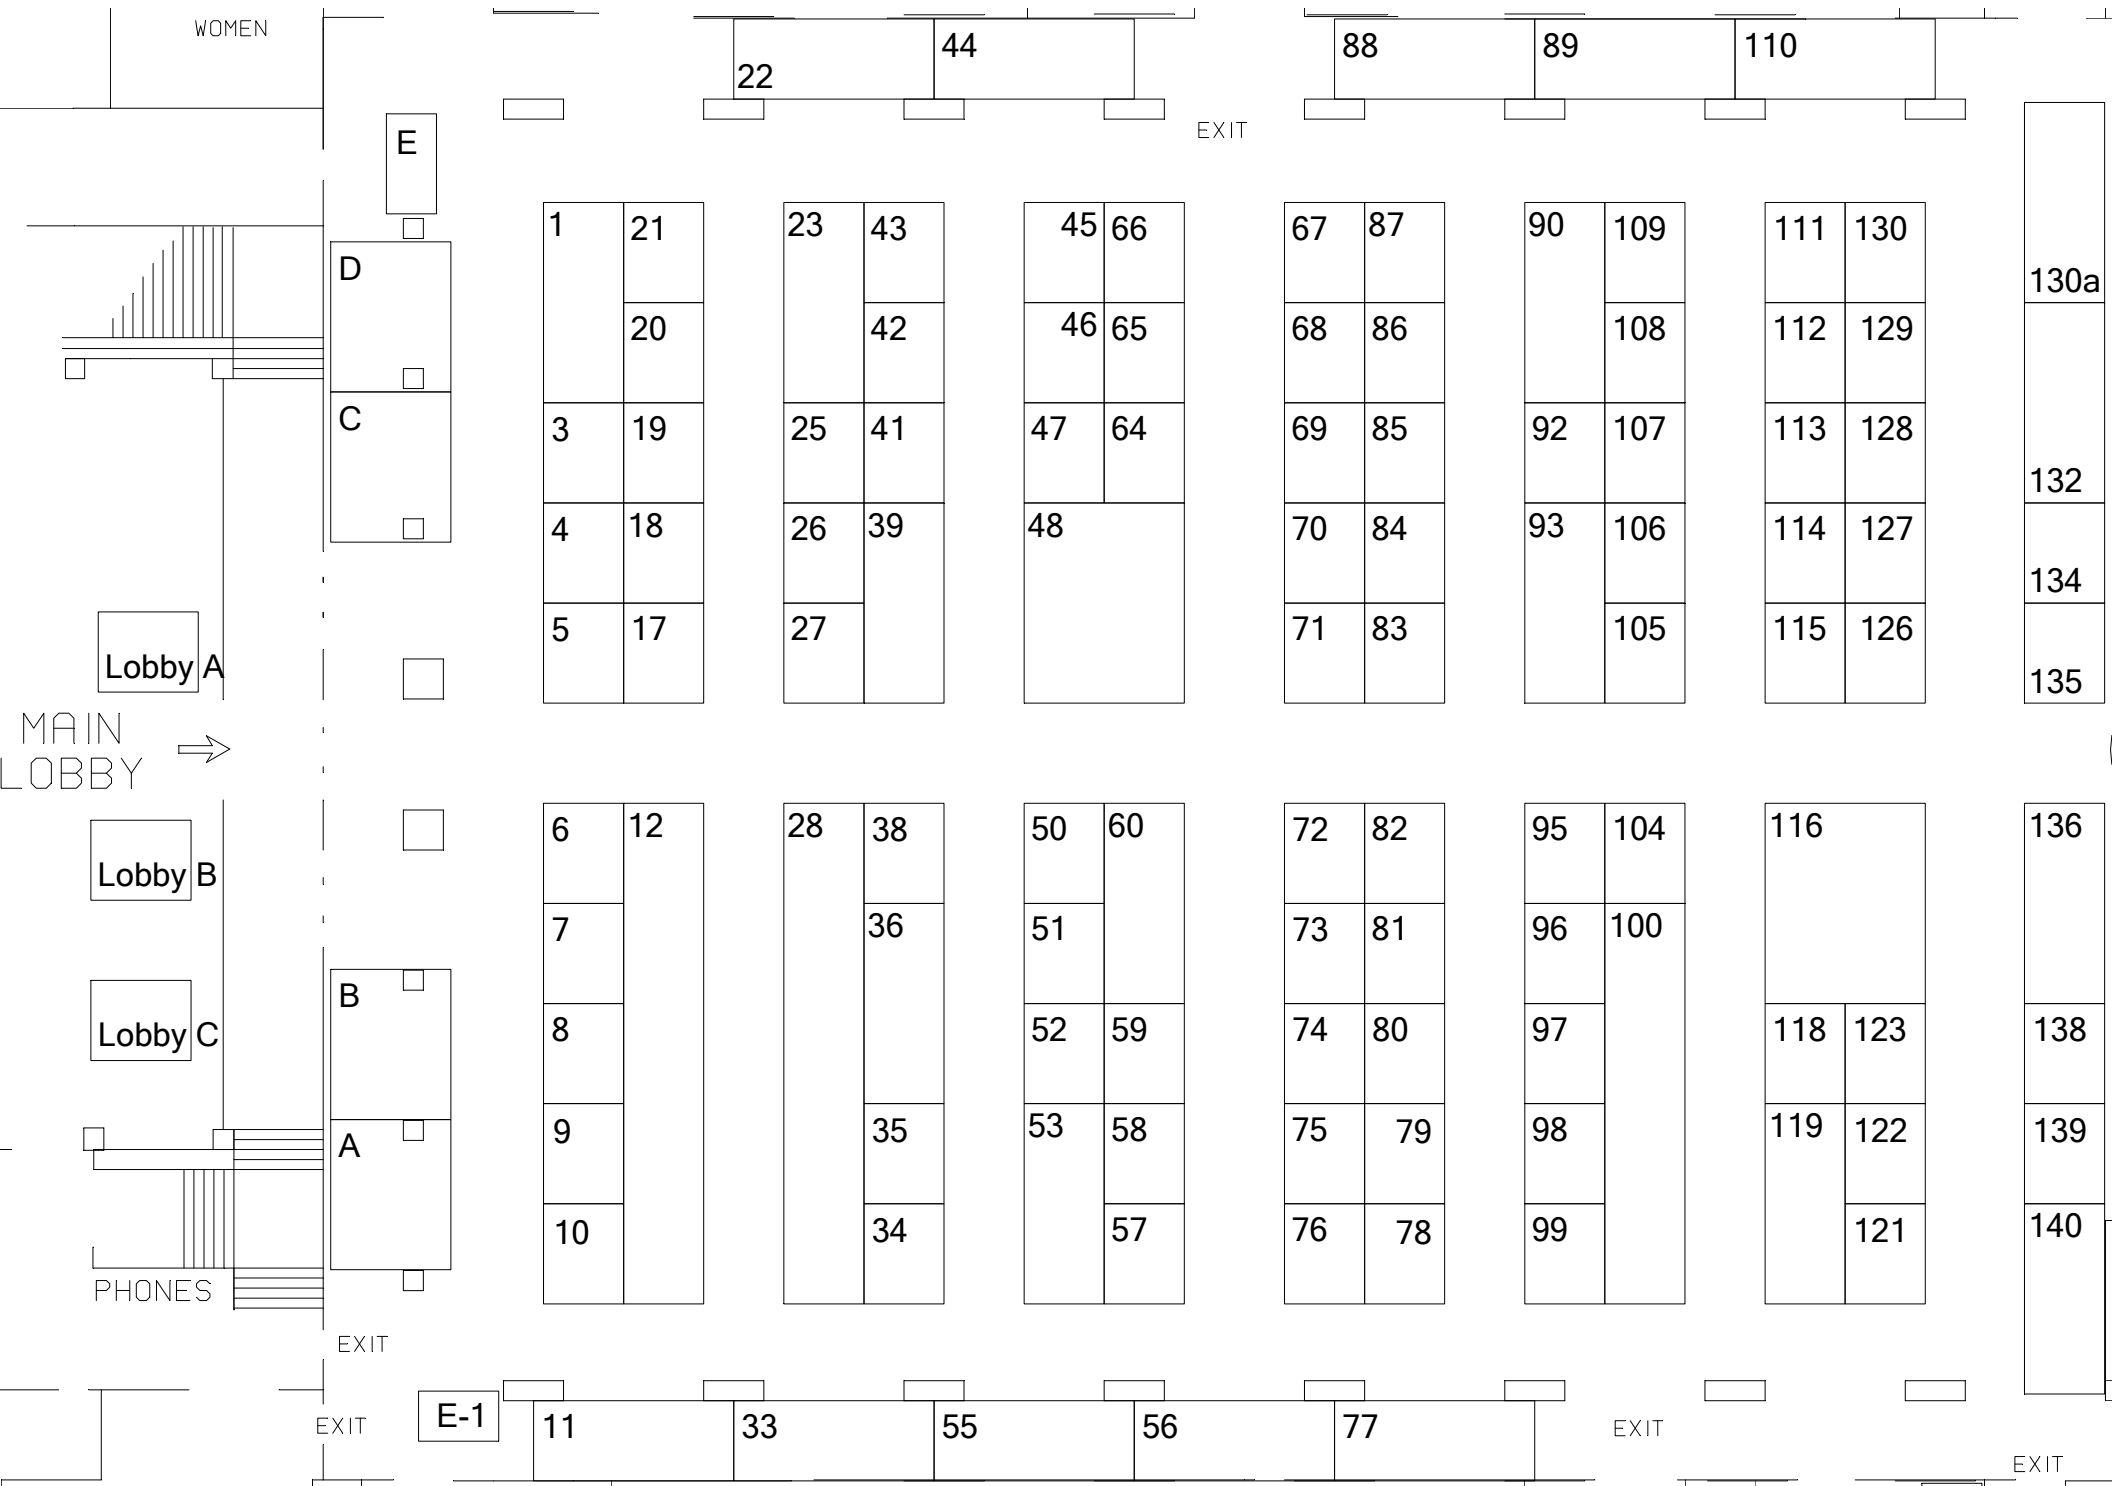 WOMEN
22
44
88
89
110
EXIT
E
D
C
1 21 23 43 45 66 67 87 90 109 111 130 130a
20 42 46 65 68 86 108 112 129
3 19 25 41 47 64 69 85 92 107 113 128 132
4 18 26 39 48 70 84 93 106 114 127 134
5 17 27 71 83 105 115 126 135
Lobby A
MAIN
LOBBY
6 12 28 38 50 60 72 82 95 104 116 136
Lobby B
7 36 51 73 81 96 100
B
Lobby C
8 52 59 74 80 97 118 123 138
A
9 35 53 58 75 79 98 119 122 139
10 34 57 76 78 99 121 140
PHONES
EXIT
EXIT
E-1
11 33 55 56 77
EXIT
EXIT